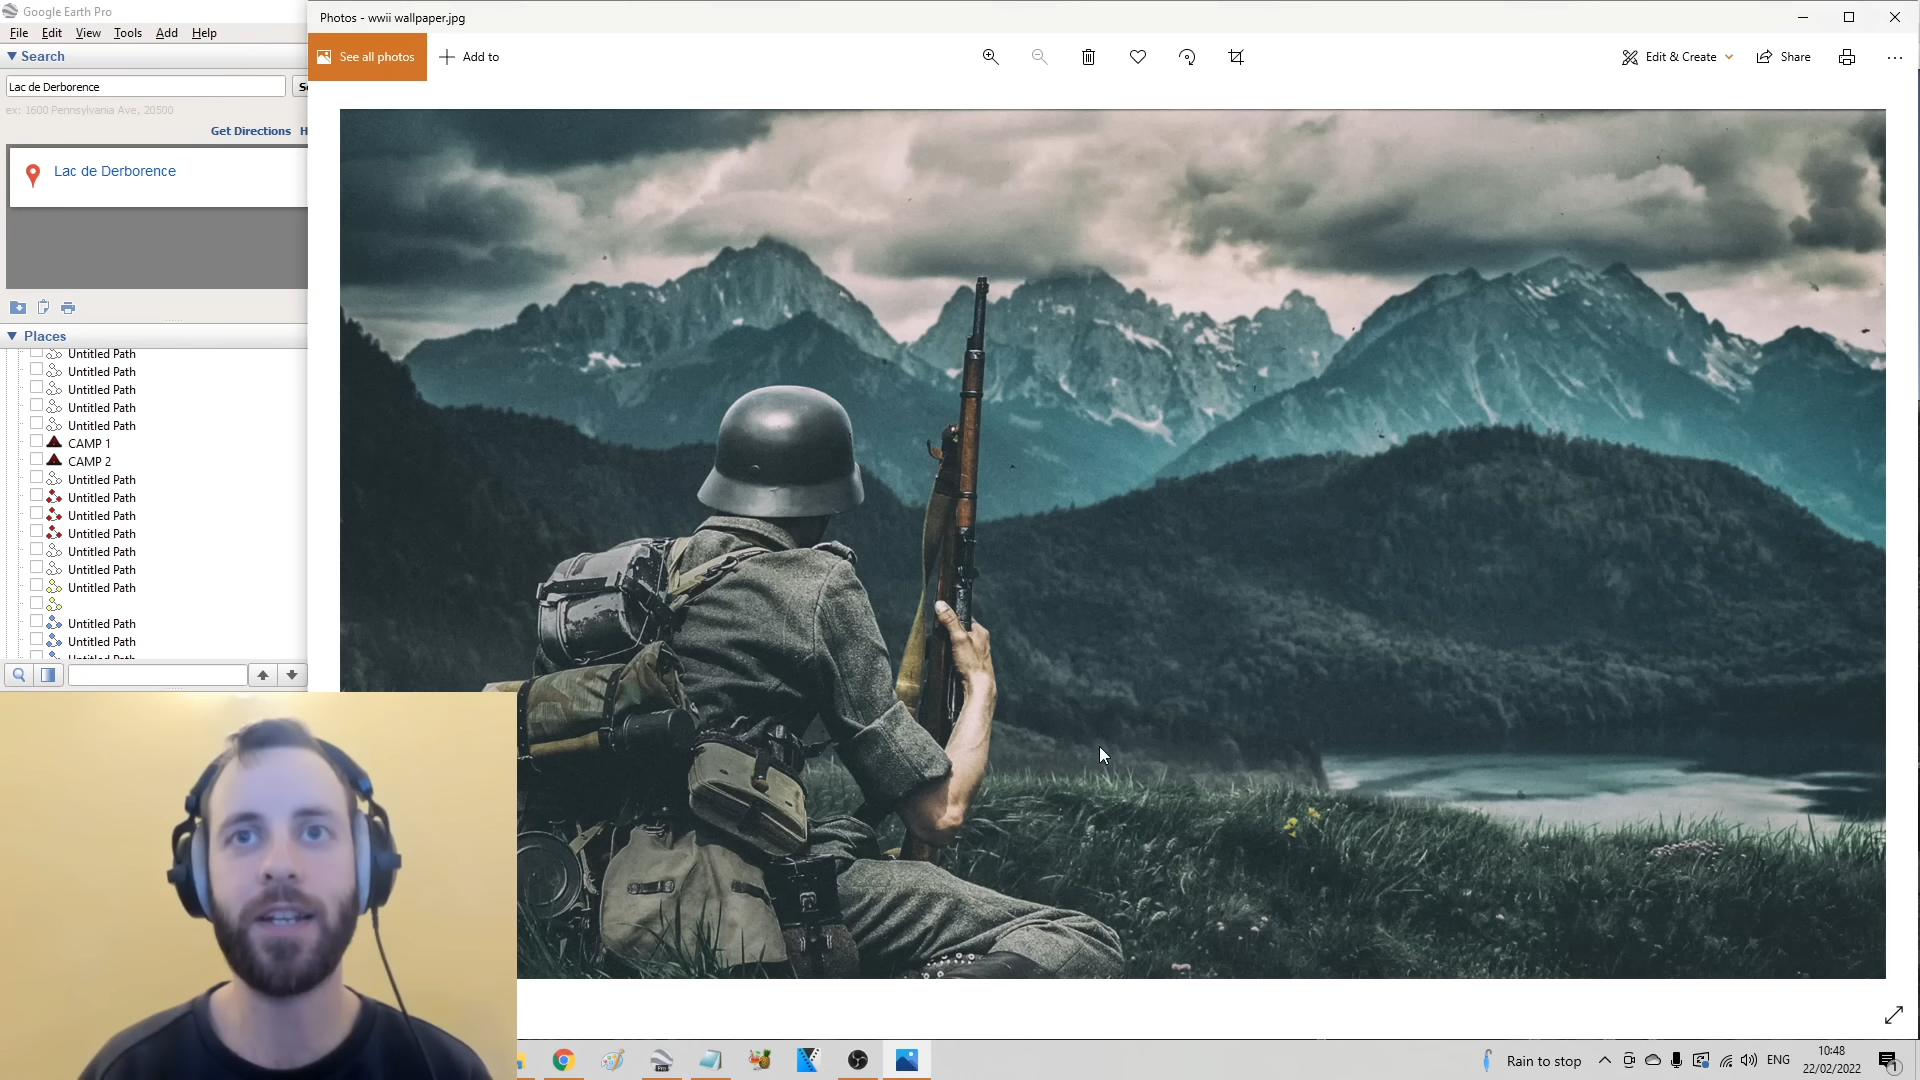 Google Earth Pro
File Edit View Tools Add Help
Search
Lac de Derborence
ex: 1600 Pennsylvania Ave, 20500
Get Directions
Lac de Derborence
Places
Untitled Path
Untitled Path
Untitled Path
Untitled Path
Untitled Path
CAMP 1
CAMP 2
Untitled Path
Untitled Path
Untitled Path
Untitled Path
Untitled Path
Untitled Path
Untitled Path
Untitled Path
Untitled Path
Untitled Path
Photos - wwii wallpaper.jpg
See all photos
Add to
Edit & Create
Share
Pro
Rain to stop
ENG
10:48
22/02/2022
1